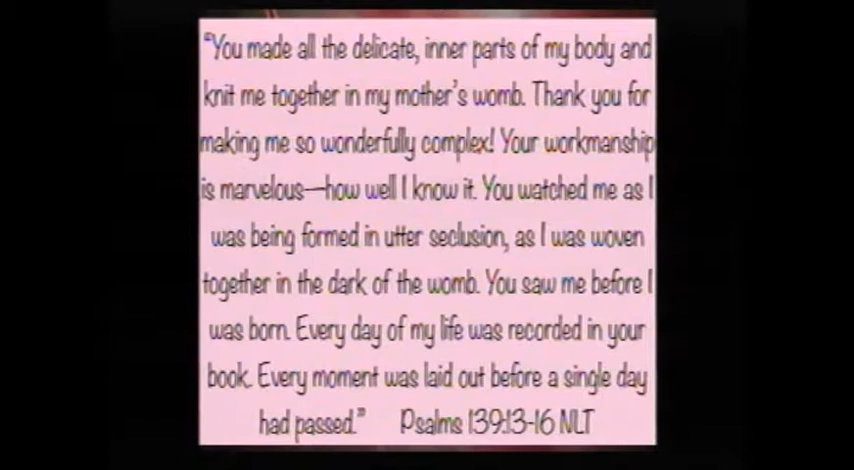 "You made all the delicate, inner parts of my body and
knit me together in my mother's womb. Thank you for
making me so wonderfully complex! Your workmanship
is marvelous—how well I know it. You watched me as I
was being formed in utter seclusion, as I was woven
together in the dark of the womb. You saw me before I
was born. Every day of my life was recorded in your
book. Every moment was laid out before a single day
had passed." Psalms 139:13-16 NLT